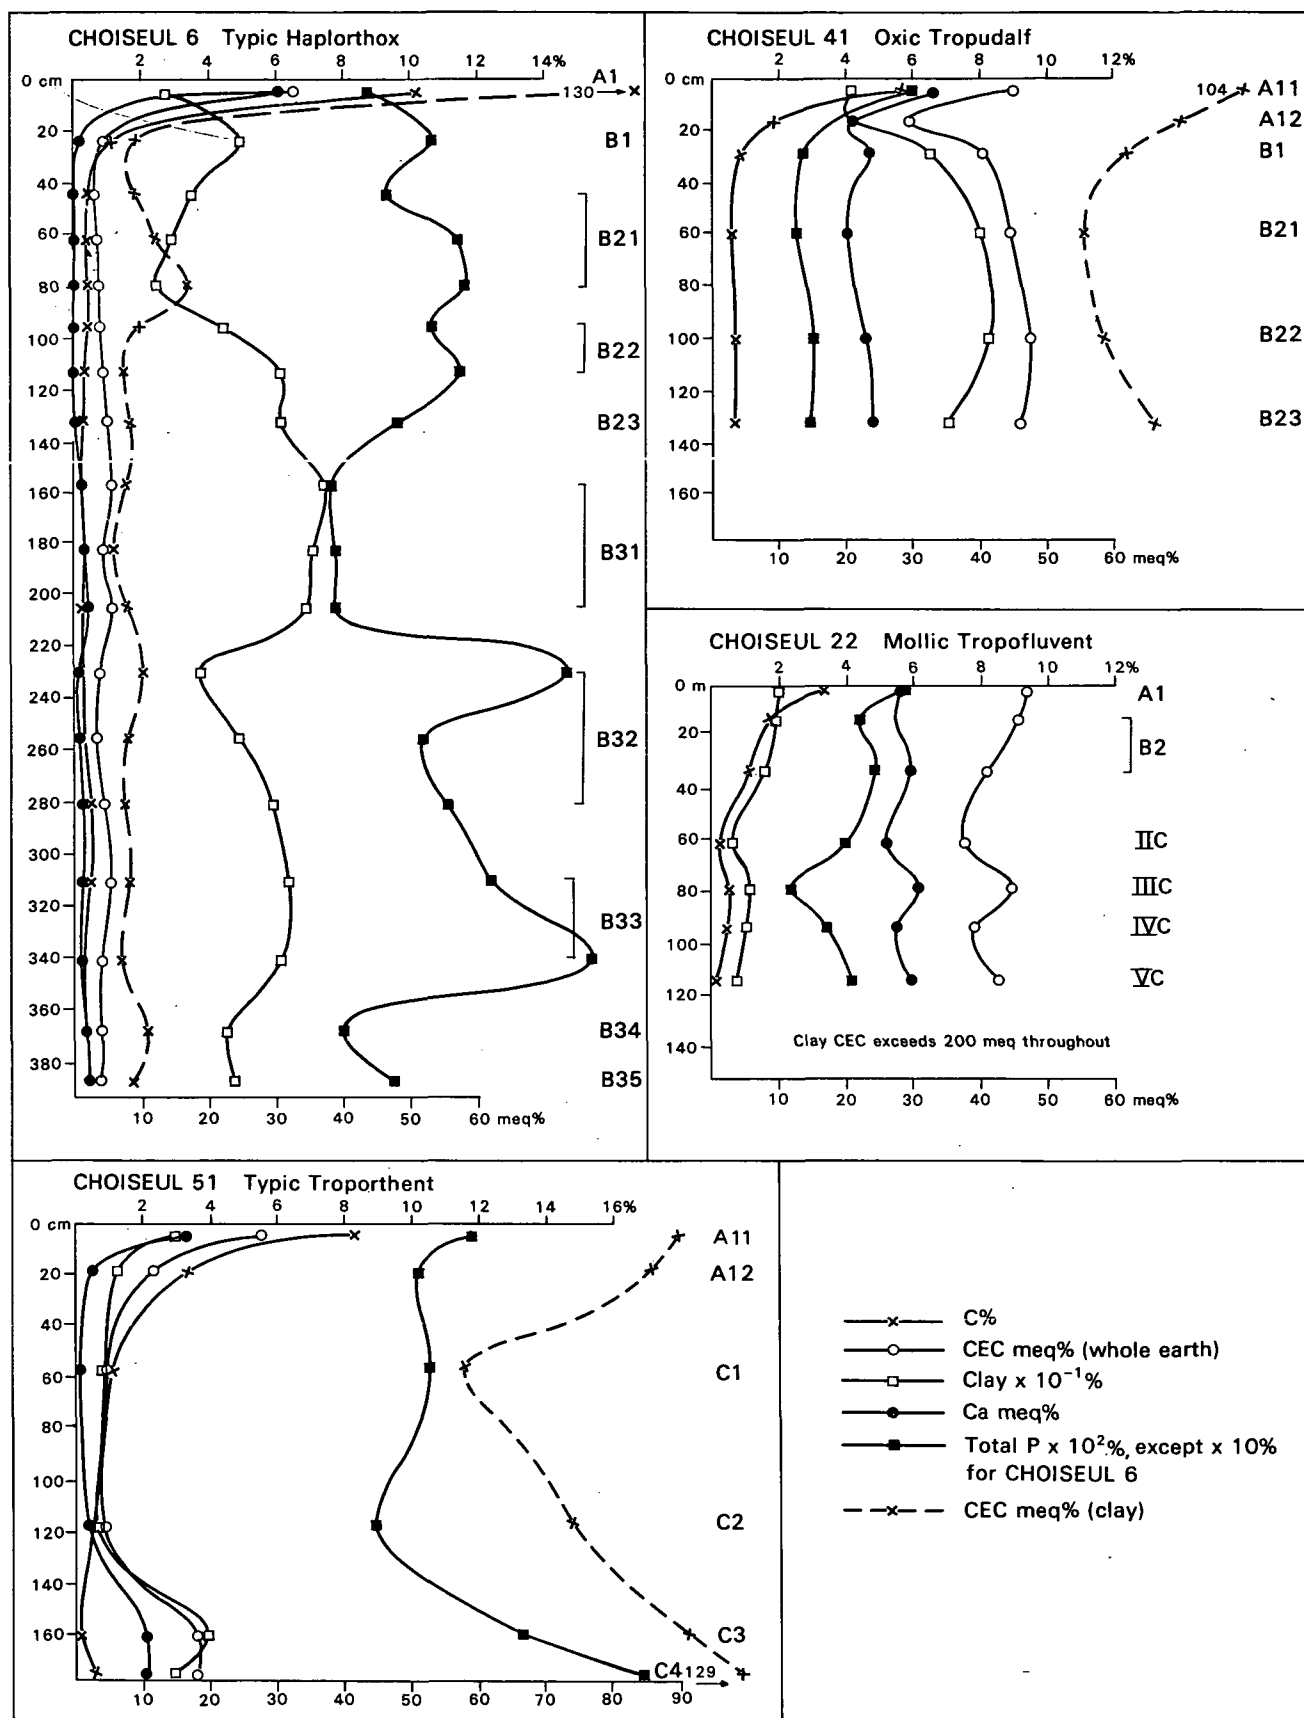 CHOISEUL 6 Typic Haplorthox
2 4 6 8 10 12 14%
0 cm
20
40
60
80
100
120
140
160
180
200
220
240
260
280
300
320
340
360
380
10 20 30 40 50 60 meq%
130
A1
B1
B21
B22
B23
B31
B32
B33
B34
B35
CHOISEUL 41 Oxic Tropudalf
2 4 6 8 10 12%
0 cm
20
40
60
80
100
120
140
160
10 20 30 40 50 60 meq%
104
A11
A12
B1
B21
B22
B23
CHOISEUL 22 Mollic Tropofluvent
2 4 6 8 10 12%
0 m
20
40
60
80
100
120
140
A1
B2
IIC
IIIC
IVC
VC
Clay CEC exceeds 200 meq throughout
10 20 30 40 50 60 meq%
CHOISEUL 51 Typic Troporthent
2 4 6 8 10 12 14 16%
0 cm
20
40
60
80
100
120
140
160
A11
A12
C1
C2
C3
C4 129
10 20 30 40 50 60 70 80 90
C%
CEC meq% (whole earth)
Clay x 10⁻¹%
Ca meq%
Total P x 10²%, except x 10%
for CHOISEUL 6
CEC meq% (clay)